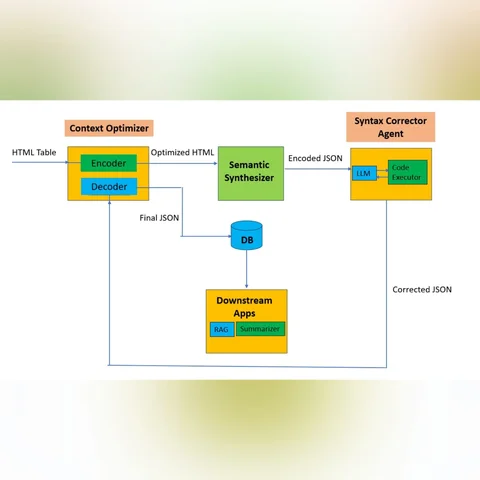 Context Optimizer
Syntax Corrector
Agent
HTML Table
Encoder
Optimized HTML
Semantic
Synthesizer
Encoded JSON
LLM
Code
Executor
Decoder
Final JSON
DB
Corrected JSON
Downstream
Apps
RAG
Summarizer